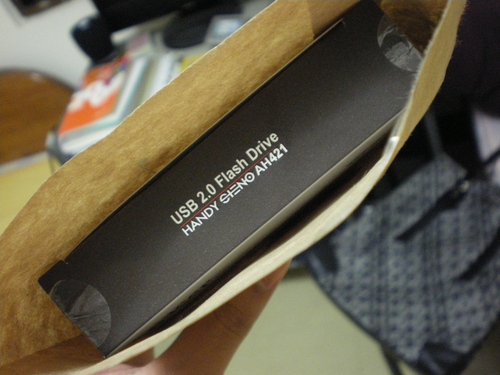 USB 2.0 Flash Drive
HANDY STENO AH421